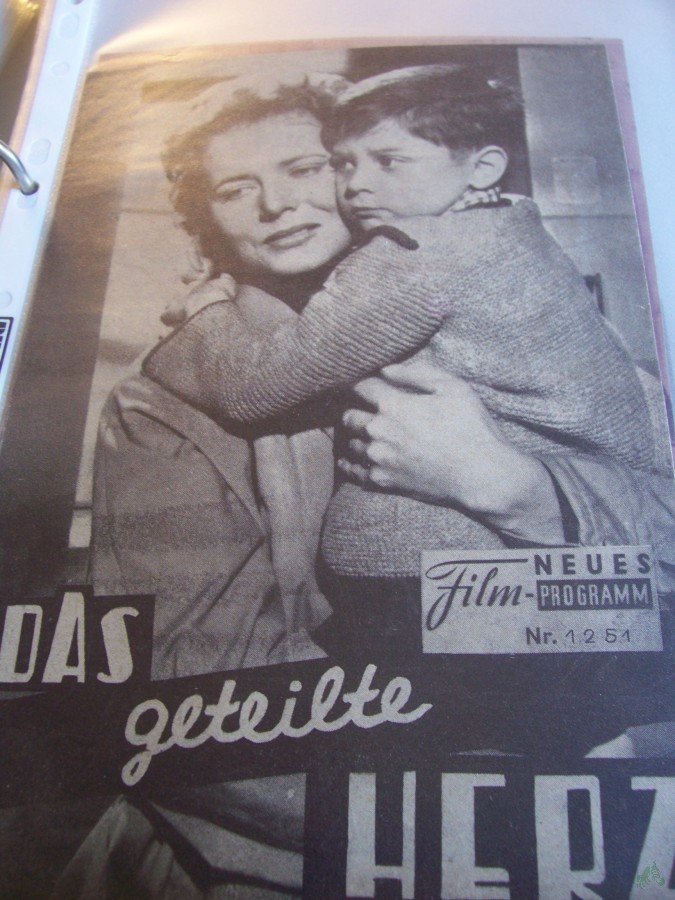 NEUES
Film-PROGRAMM
Nr. 1251
DAS
geteilte
HERZ